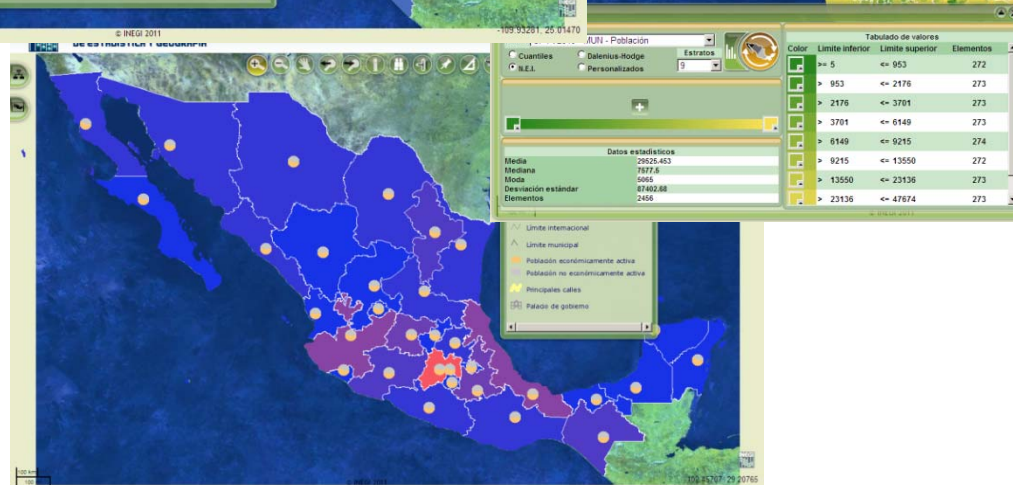 © INEGI 2011
-109.93281, 25.01470
DE ESTADÍSTICA Y GEOGRAFÍA
MUN - Población
Cuantiles
Dalenius-Hodge
N.E.I.
Personalizados
Estratos
9
Datos estadísticos
Media 29525.453
Mediana 7577.5
Moda 5065
Desviación estándar 87402.68
Elementos 2456
Tabulado de valores
Color Limite inferior Limite superior Elementos
>= 5 <= 953 272
> 953 <= 2176 273
> 2176 <= 3701 273
> 3701 <= 6149 273
> 6149 <= 9215 274
> 9215 <= 13550 272
> 13550 <= 23136 273
> 23136 <= 47674 273
© INEGI 2011
Límite internacional
Límite municipal
Población económicamente activa
Población no económicamente activa
Principales calles
Palacio de gobierno
100 km
© INEGI 2011
29.20765